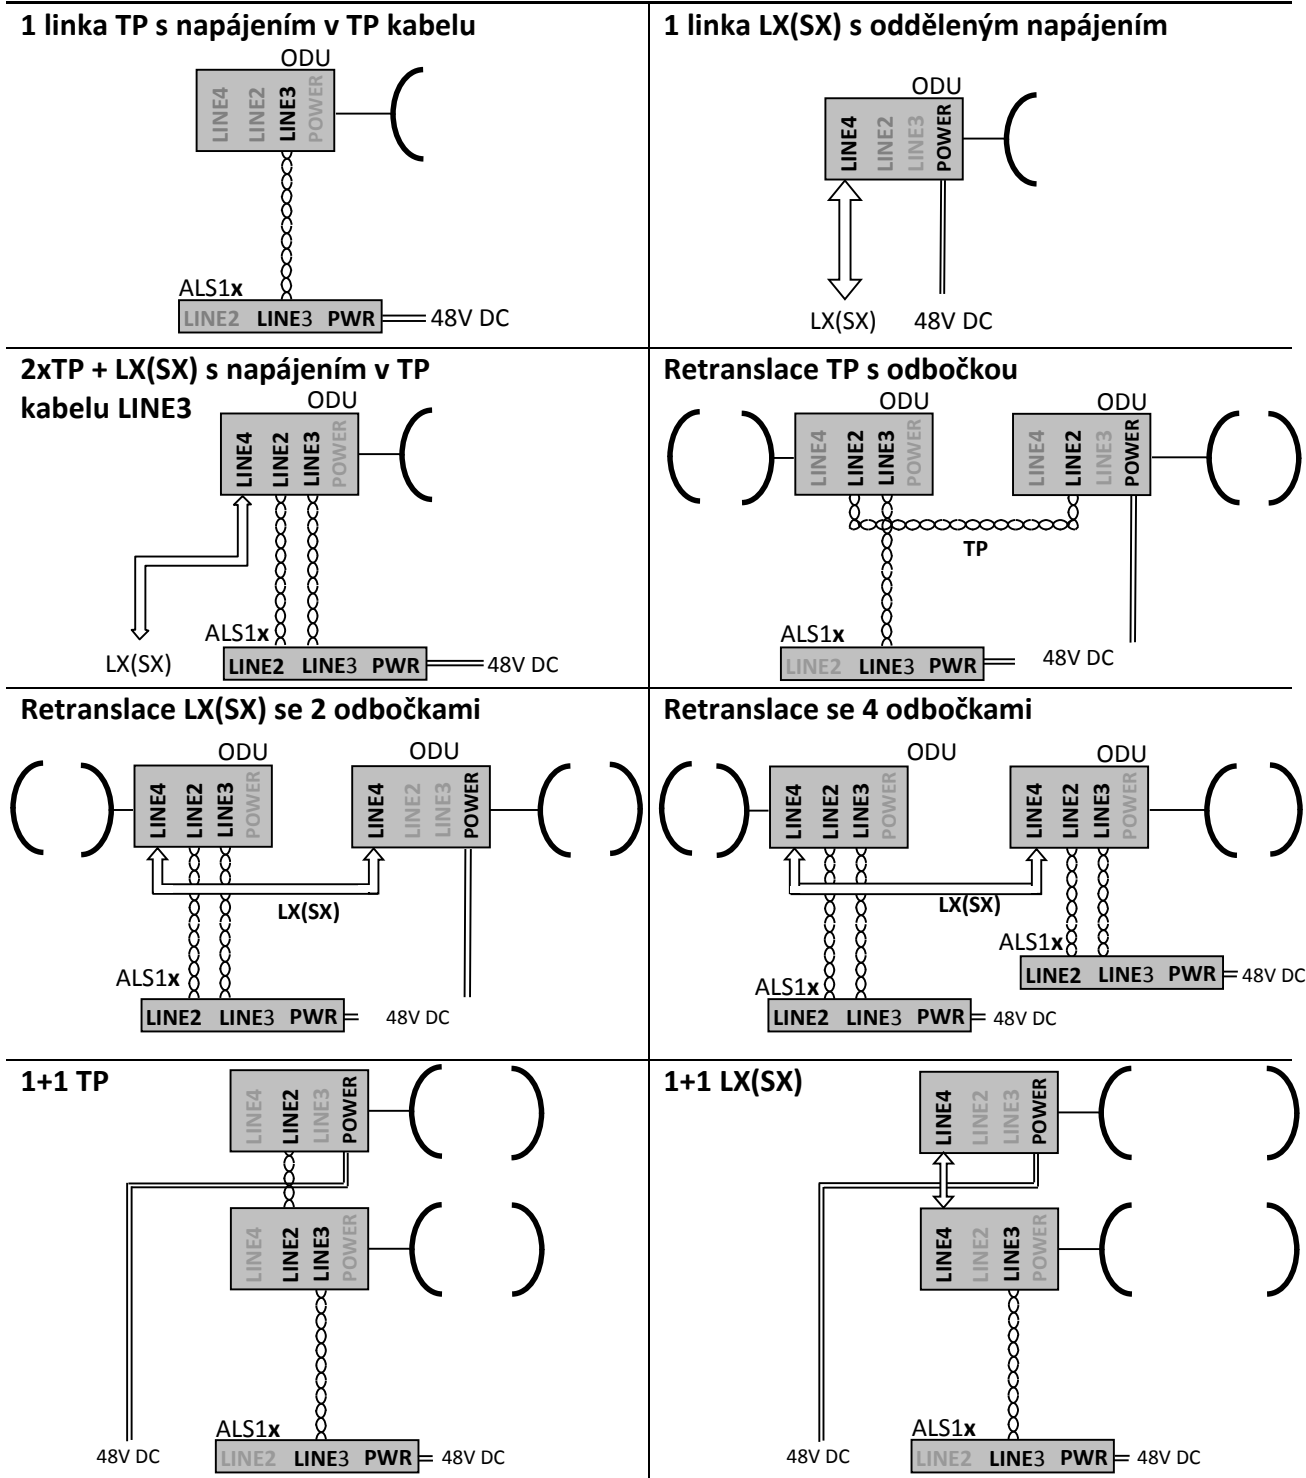 1 linka TP s napájením v TP kabelu
ODU
LINE4
LINE2
LINE3
POWER
ALS1x
LINE2 LINE3 PWR 48V DC
1 linka LX(SX) s odděleným napájením
ODU
LINE4
LINE2
LINE3
POWER
LX(SX) 48V DC
2xTP + LX(SX) s napájením v TP
kabelu LINE3
ODU
LINE4
LINE2
LINE3
POWER
LX(SX)
ALS1x
LINE2 LINE3 PWR 48V DC
Retranslace TP s odbočkou
ODU
LINE4
LINE2
LINE3
POWER
ODU
LINE4
LINE2
LINE3
POWER
TP
ALS1x
LINE2 LINE3 PWR
48V DC
Retranslace LX(SX) se 2 odbočkami
ODU
LINE4
LINE2
LINE3
POWER
ODU
LINE4
LINE2
LINE3
POWER
LX(SX)
ALS1x
LINE2 LINE3 PWR 48V DC
Retranslace se 4 odbočkami
ODU
LINE4
LINE2
LINE3
POWER
ODU
LINE4
LINE2
LINE3
POWER
LX(SX)
ALS1x
LINE2 LINE3 PWR 48V DC
ALS1x
LINE2 LINE3 PWR 48V DC
1+1 TP
LINE4
LINE2
LINE3
POWER
LINE4
LINE2
LINE3
POWER
48V DC
ALS1x
LINE2 LINE3 PWR 48V DC
1+1 LX(SX)
LINE4
LINE2
LINE3
POWER
LINE4
LINE2
LINE3
POWER
48V DC
ALS1x
LINE2 LINE3 PWR 48V DC